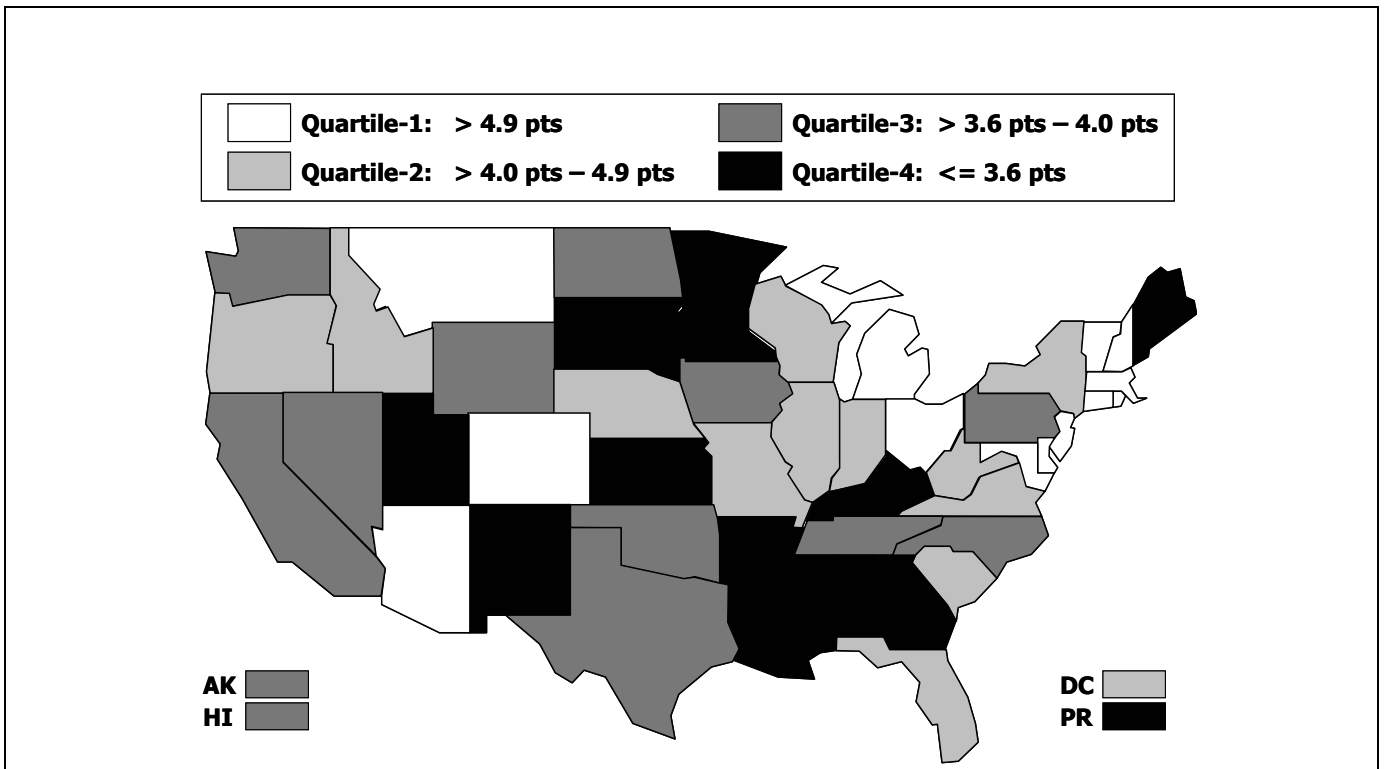 Quartile-1: > 4.9 pts
Quartile-3: > 3.6 pts – 4.0 pts
Quartile-2: > 4.0 pts – 4.9 pts
Quartile-4: <= 3.6 pts
AK
DC
HI
PR